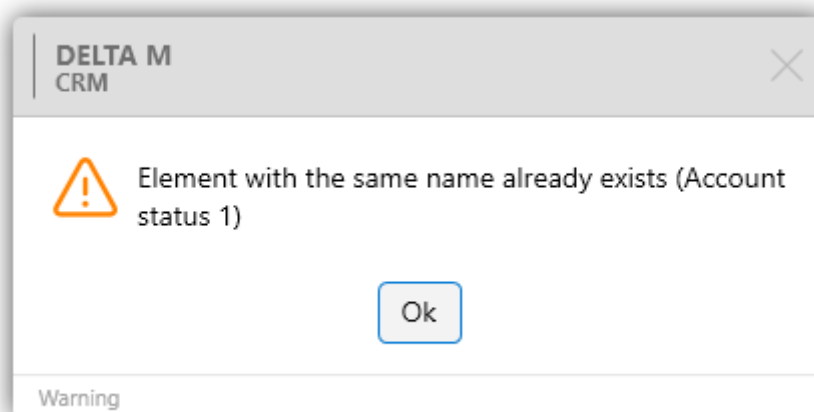 DELTA M
CRM
Element with the same name already exists (Account
status 1)
Ok
Warning